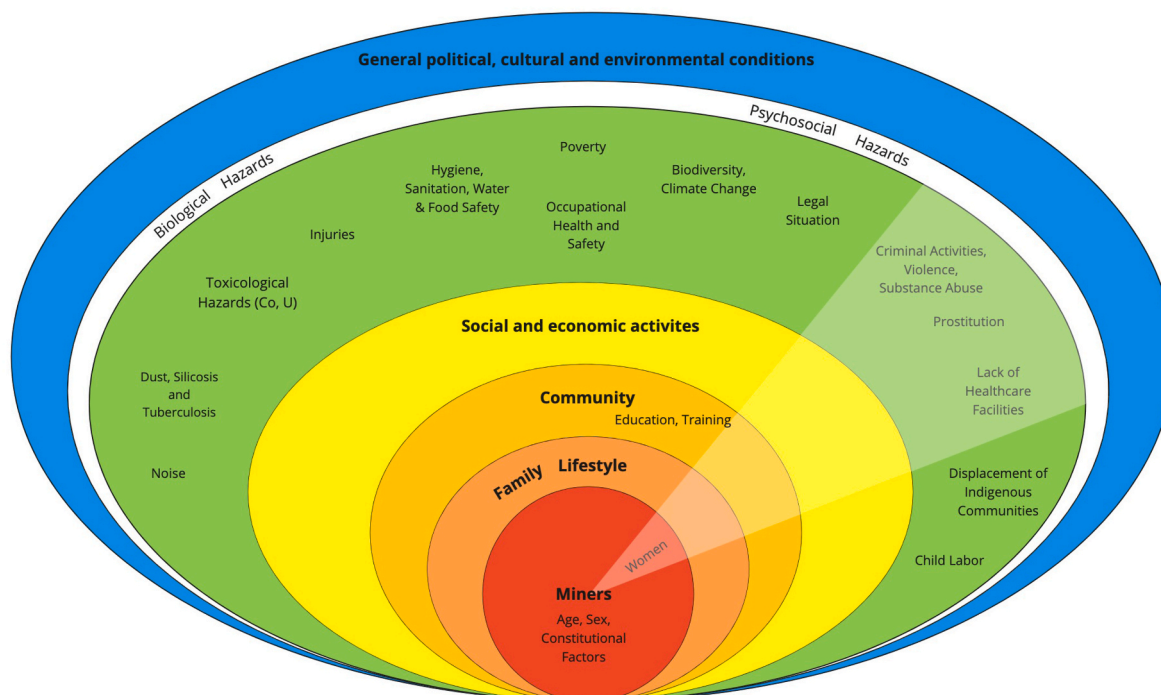 General political, cultural and environmental conditions
Biological Hazards
Psychosocial Hazards
Poverty
Hygiene,
Sanitation, Water
& Food Safety
Biodiversity,
Climate Change
Occupational
Health and
Safety
Legal
Situation
Injuries
Criminal Activities,
Violence,
Substance Abuse
Toxicological
Hazards (Co, U)
Prostitution
Social and economic activites
Dust, Silicosis
and
Tuberculosis
Lack of
Healthcare
Facilities
Community
Education, Training
Noise
Family Lifestyle
Displacement of
Indigenous
Communities
Women
Child Labor
Miners
Age, Sex,
Constitutional
Factors